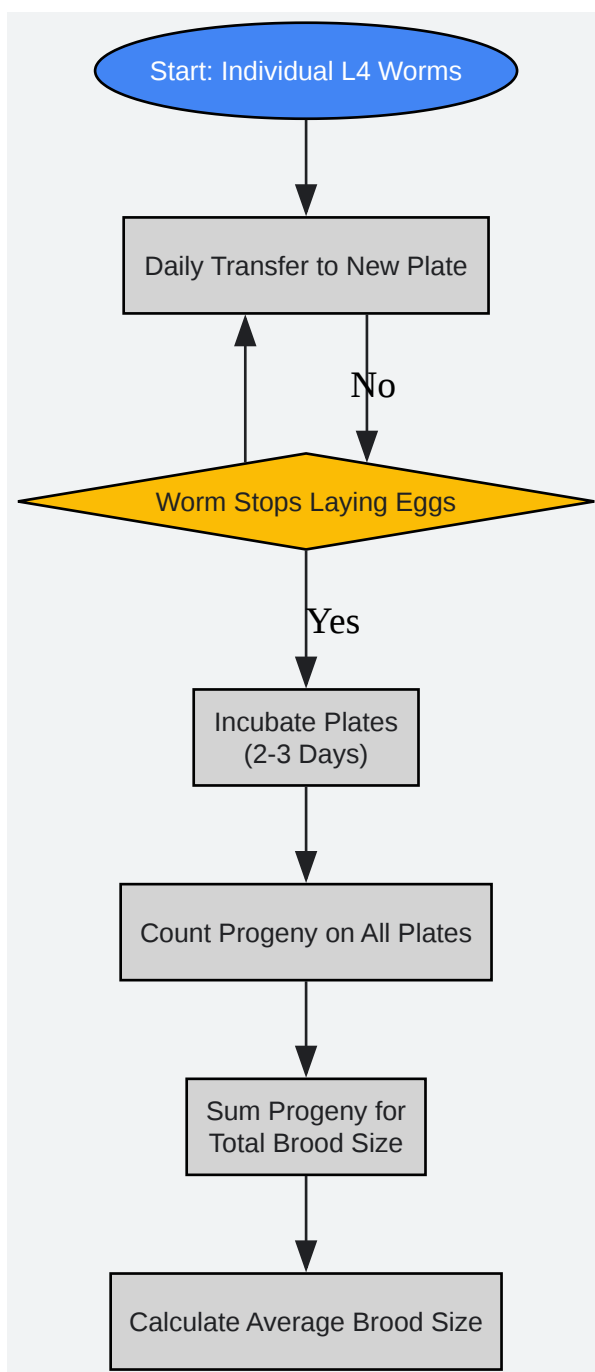 Start: Individual L4 Worms
Daily Transfer to New Plate
No
Worm Stops Laying Eggs
Yes
Incubate Plates
(2-3 Days)
Count Progeny on All Plates
Sum Progeny for
Total Brood Size
Calculate Average Brood Size